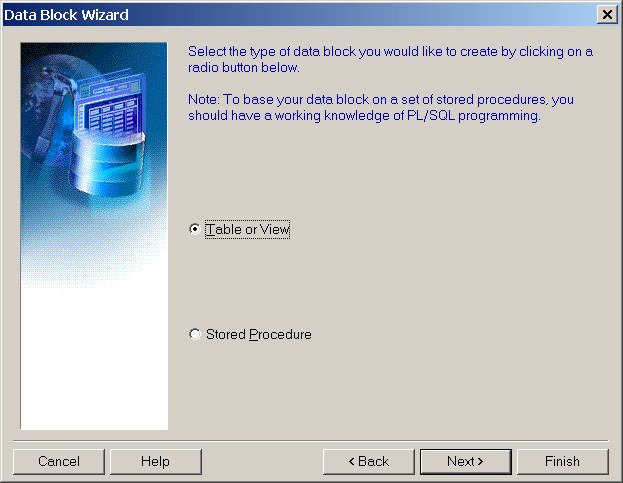 Data Block Wizard
Select the type of data block you would like to create by clicking on a
radio button below.
Note: To base your data block on a set of stored procedures, you
should have a working knowledge of PL/SQL programming.
Table or View
Stored Procedure
Cancel
Help
< Back
Next >
Finish